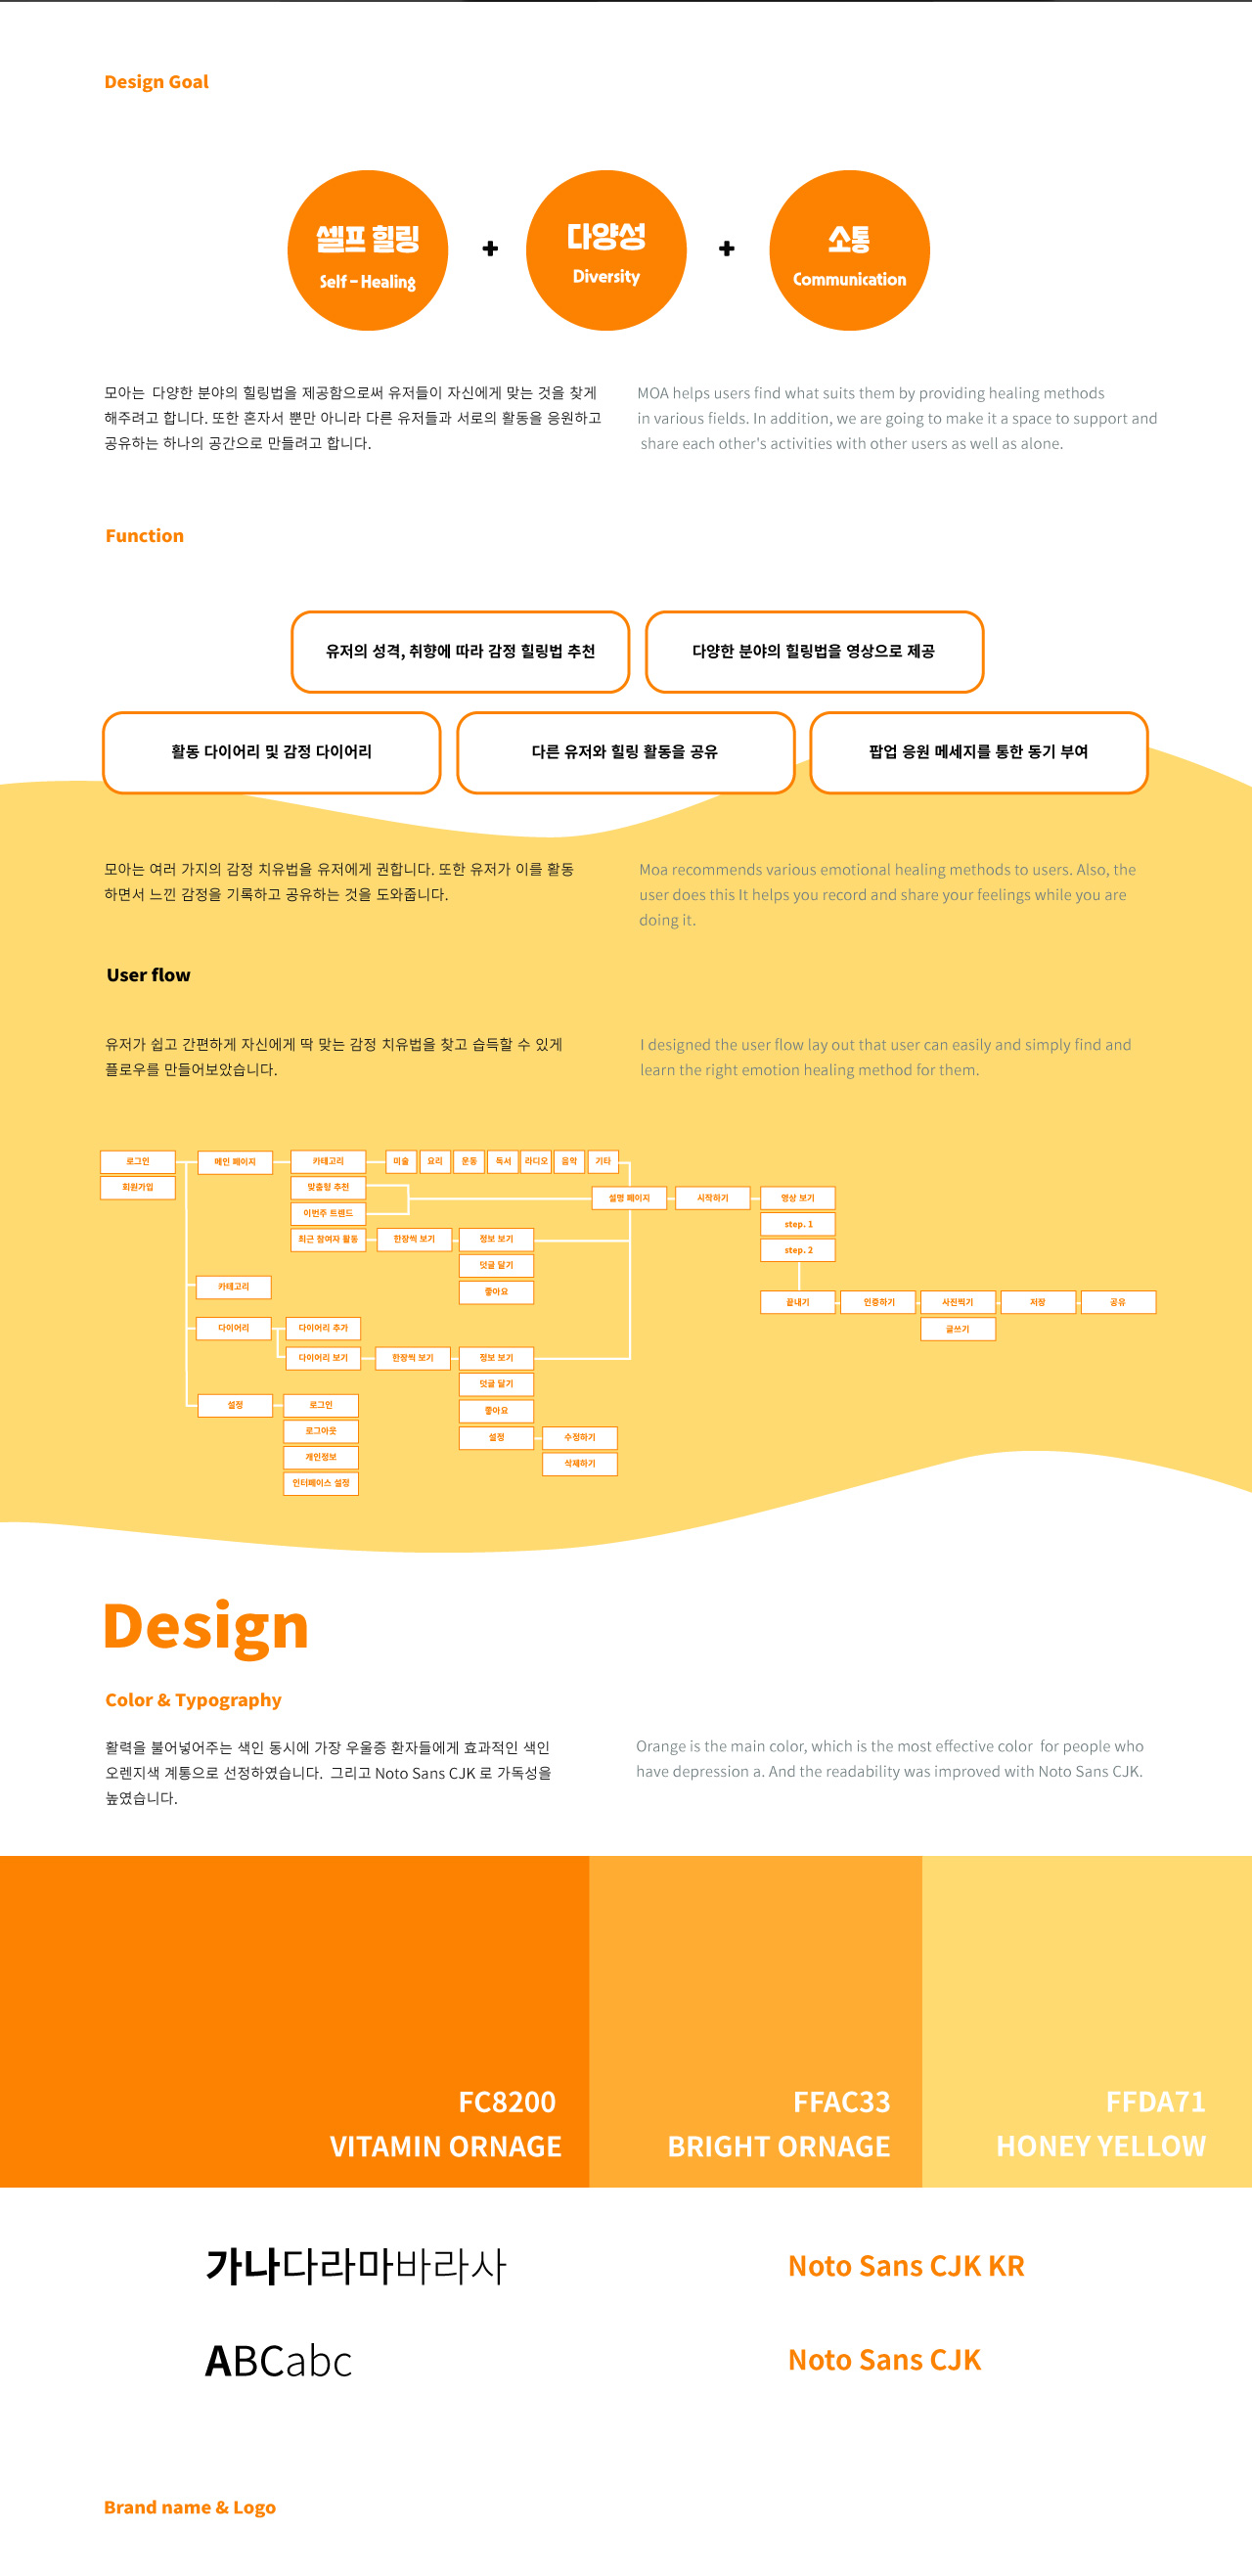 Design Goal
셀프 힐링
Self - Healing
+
다양성
Diversity
+
소통
Communication
모아는 다양한 분야의 힐링법을 제공함으로써 유저들이 자신에게 맞는 것을 찾게
해주려고 합니다. 또한 혼자서 뿐만 아니라 다른 유저들과 서로의 활동을 응원하고
공유하는 하나의 공간으로 만들려고 합니다.
MOA helps users find what suits them by providing healing methods
in various fields. In addition, we are going to make it a space to support and
share each other's activities with other users as well as alone.
Function
유저의 성격, 취향에 따라 감정 힐링법 추천
다양한 분야의 힐링법을 영상으로 제공
활동 다이어리 및 감정 다이어리
다른 유저와 힐링 활동을 공유
팝업 응원 메세지를 통한 동기 부여
모아는 여러 가지의 감정 치유법을 유저에게 권합니다. 또한 유저가 이를 활동
하면서 느낀 감정을 기록하고 공유하는 것을 도와줍니다.
Moa recommends various emotional healing methods to users. Also, the
user does this It helps you record and share your feelings while you are
doing it.
User flow
유저가 쉽고 간편하게 자신에게 딱 맞는 감정 치유법을 찾고 습득할 수 있게
플로우를 만들어보았습니다.
I designed the user flow lay out that user can easily and simply find and
learn the right emotion healing method for them.
로그인
메인 페이지
카테고리
미술
요리
운동
독서
라디오
음악
기타
회원가입
맞춤형 추천
이번주 트렌드
최근 참여자 활동
설명 페이지
시작하기
영상 보기
step. 1
step. 2
한장씩 보기
정보 보기
덧글 달기
좋아요
카테고리
끝내기
인증하기
사진찍기
저장
공유
글쓰기
다이어리
다이어리 추가
다이어리 보기
한장씩 보기
정보 보기
덧글 달기
좋아요
설정
수정하기
삭제하기
설정
로그인
로그아웃
개인정보
인터페이스 설정
Design
Color & Typography
활력을 불어넣어주는 색인 동시에 가장 우울증 환자들에게 효과적인 색인
오렌지색 계통으로 선정하였습니다. 그리고 Noto Sans CJK 로 가독성을
높였습니다.
Orange is the main color, which is the most effective color for people who
have depression a. And the readability was improved with Noto Sans CJK.
FC8200
VITAMIN ORNAGE
FFAC33
BRIGHT ORNAGE
FFDA71
HONEY YELLOW
가나다라마바라사
Noto Sans CJK KR
ABCabc
Noto Sans CJK
Brand name & Logo